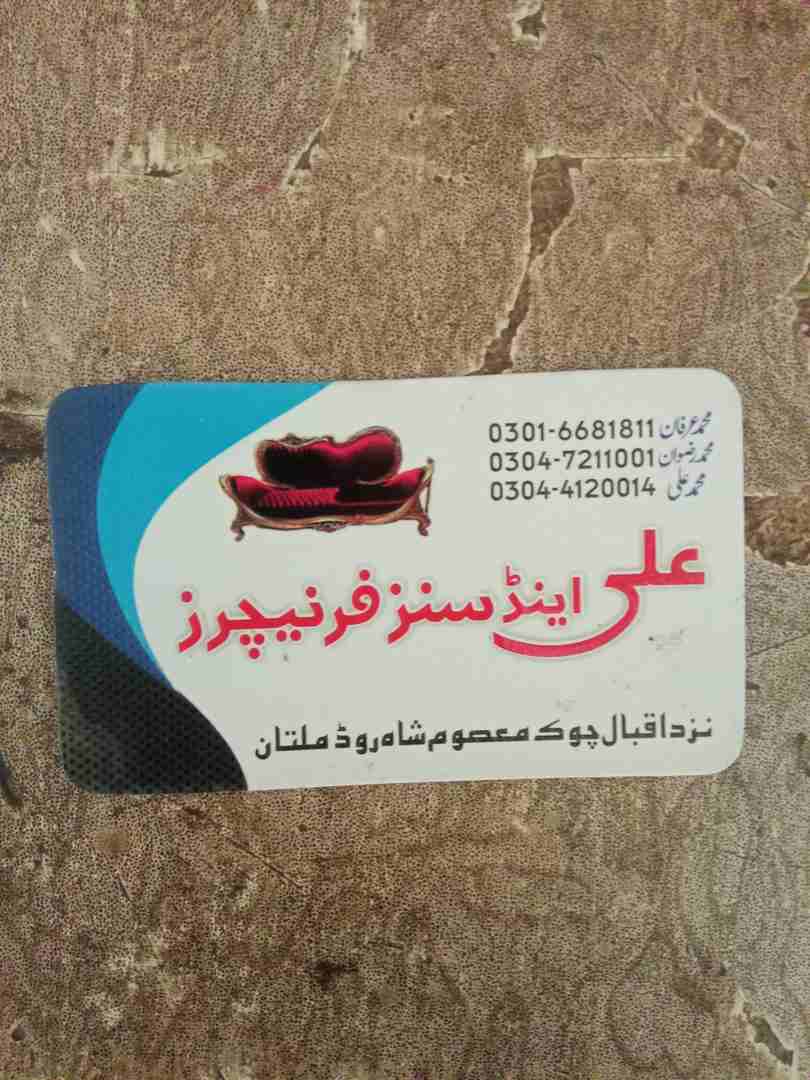 محمد عرفان 0301-6681811
محمد رضوان 0304-7211001
محمد علی 0304-4120014
علی اینڈ سنز فرنیچرز
نزد اقبال چوک معصوم شاہ روڈ ملتان